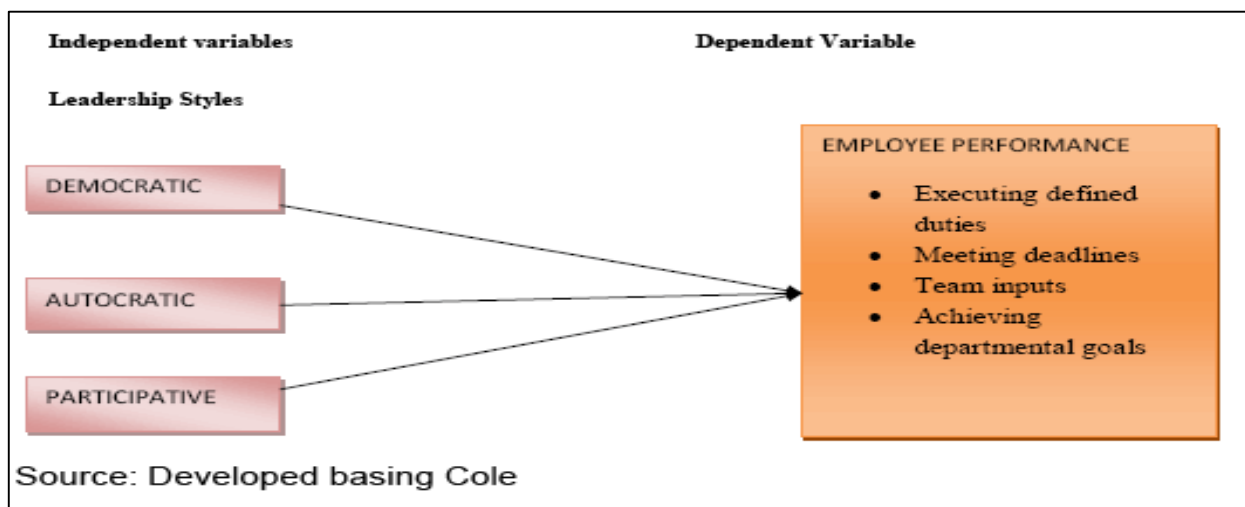 Independent variables
Dependent Variable
Leadership Styles
DEMOCRATIC
AUTOCRATIC
PARTICIPATIVE
EMPLOYEE PERFORMANCE
• Executing defined
duties
• Meeting deadlines
• Team inputs
• Achieving
departmental goals
Source: Developed basing Cole